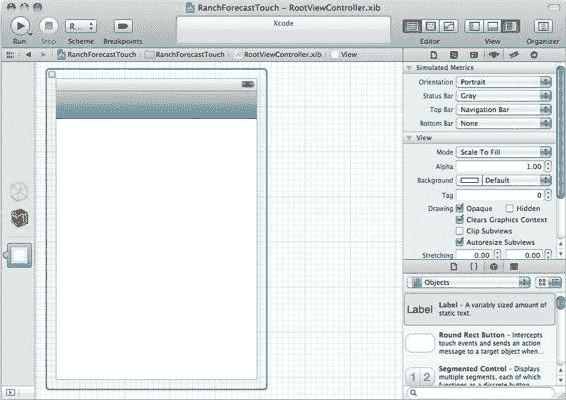 RanchForecastTouch – RootViewController.xib
Xcode
R...
Run
Stop
Scheme
Breakpoints
Editor
View
Organizer
RanchForecastTouch
RanchForecastTouch
RootViewController.xib
View
Simulated Metrics
Orientation
Portrait
Status Bar
Gray
Top Bar
Navigation Bar
Bottom Bar
None
View
Mode
Scale To Fill
Alpha
1.00
Background
Default
Tag
0
Drawing
Opaque
Hidden
Clears Graphics Context
Clip Subviews
Autoresize Subviews
Stretching
0.00
0.00
Objects
Label
Label – A variably sized amount of
static text.
Round Rect Button – Intercepts
touch events and sends an action
message to a target object when...
1 2
Segmented Control – Displays
multiple segments, each of which
functions as a discrete button.